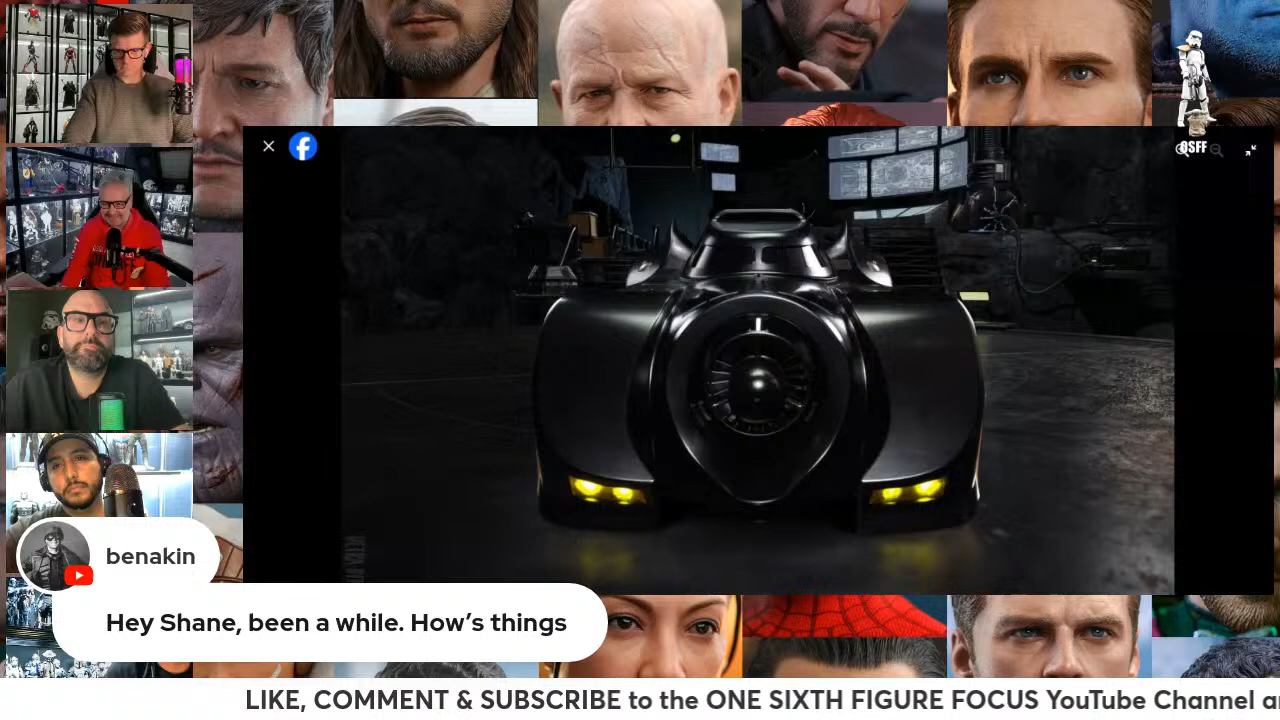 OSFF
benakin
Hey Shane, been a while. How's things
LIKE, COMMENT & SUBSCRIBE to the ONE SIXTH FIGURE FOCUS YouTube Channel